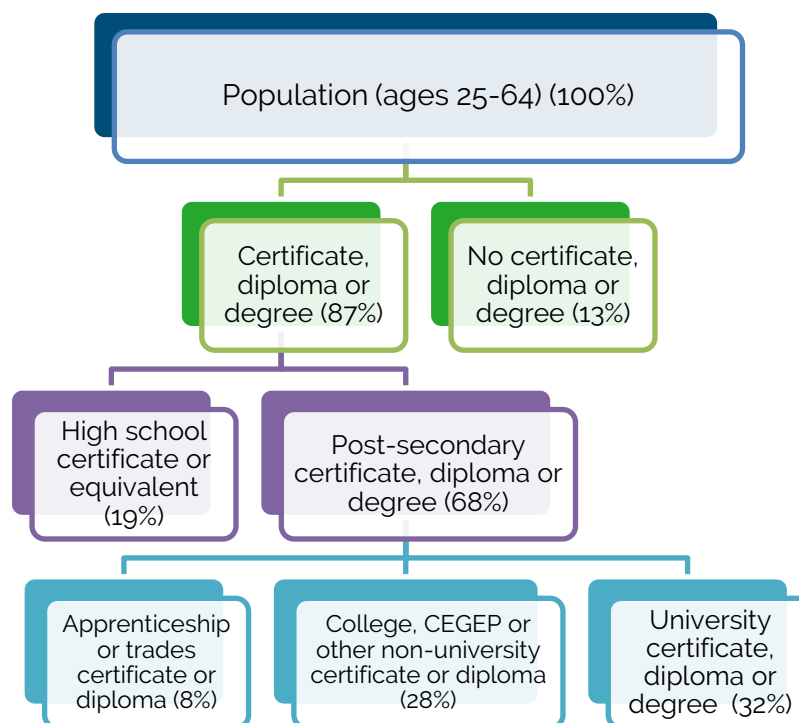 Population (ages 25-64) (100%)
Certificate,
diploma or
degree (87%)
No certificate,
diploma or
degree (13%)
High school
certificate or
equivalent
(19%)
Post-secondary
certificate, diploma or
degree (68%)
Apprenticeship
or trades
certificate or
diploma (8%)
College, CEGEP or
other non-university
certificate or diploma
(28%)
University
certificate,
diploma or
degree (32%)